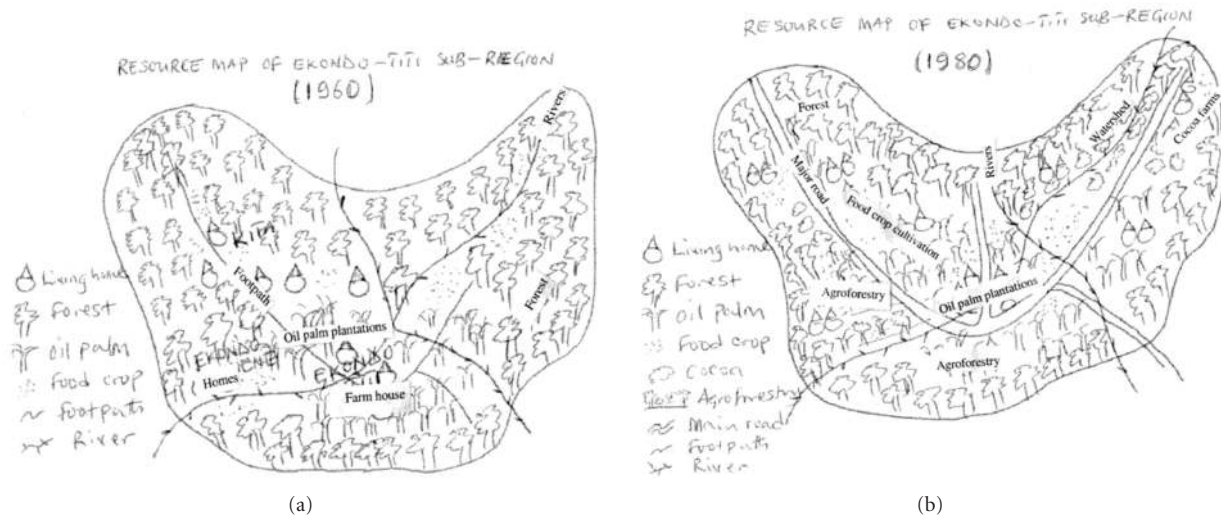 RESOURCE MAP OF EKONDO-TITI SUB-REGION
(1960)
Rivers
Footpath
Forest
Oil palm plantations
EKONDO
EKONDO
Homes
Farm house
Living home
Forest
Oil palm
Food crop
Footpath
River
(a)
RESOURCE MAP OF EKONDO-TITI SUB-REGION
(1980)
Forest
Watershed
Cocoa farms
Rivers
Major road
Food crop cultivation
Agroforestry
Oil palm plantations
Agroforestry
Living home
Forest
Oil palm
Food crop
Cocoa
Agroforestry
Main road
Footpath
River
(b)